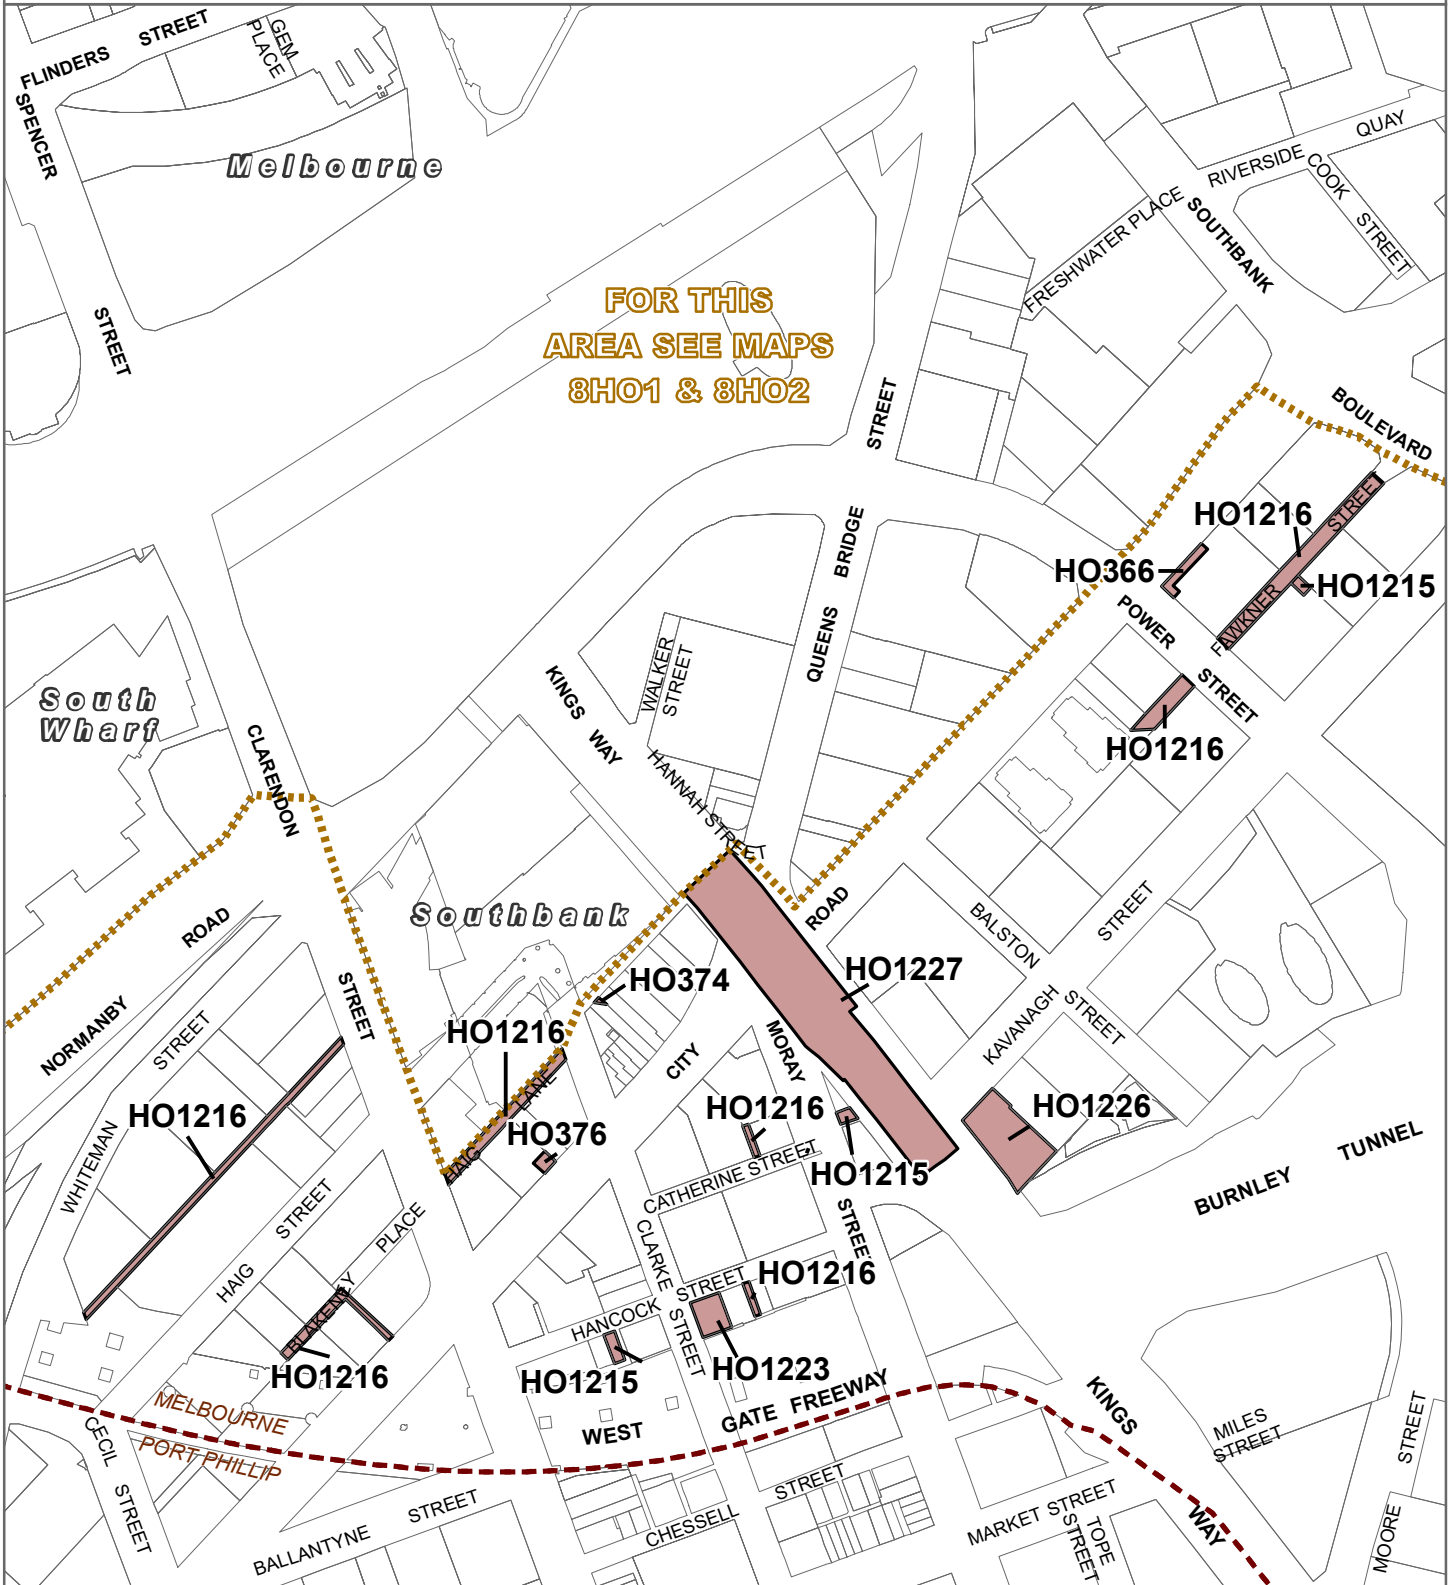 FLINDERS STREET
GEM
PLACE
SPENCER
STREET
Melbourne
QUAY
RIVERSIDE
COOK
STREET
FRESHWATER PLACE
SOUTHBANK
BOULEVARD
FOR THIS
AREA SEE MAPS
8HO1 & 8HO2
STREET
BRIDGE
QUEENS
HO1216
STREET
HO366
HO1215
FAWKNER
POWER
STREET
HO1216
WALKER
STREET
KINGS WAY
HANNAH STREET
South
Wharf
CLARENDON
STREET
Southbank
ROAD
BALSTON
STREET
STREET
KAVANAGH
ROAD
NORMANBY
STREET
WHITEMAN
HO374
HO1227
HO1216
LANE
HAIG
HO376
CITY
MORAY
STREET
HO1216
HO1216
HO1226
HO1215
CATHERINE STREET
TUNNEL
BURNLEY
STREET
HAIG
PLACE
BLAKENEY
HO1216
CLARKE
STREET
STREET
HANCOCK
HO1216
HO1215
HO1223
WEST GATE FREEWAY
KINGS
WAY
MELBOURNE
PORT PHILLIP
CECIL
STREET
MILES
STREET
STREET
MOORE
BALLANTYNE STREET
STREET
CHESSELL
MARKET STREET
TOPE
STREET